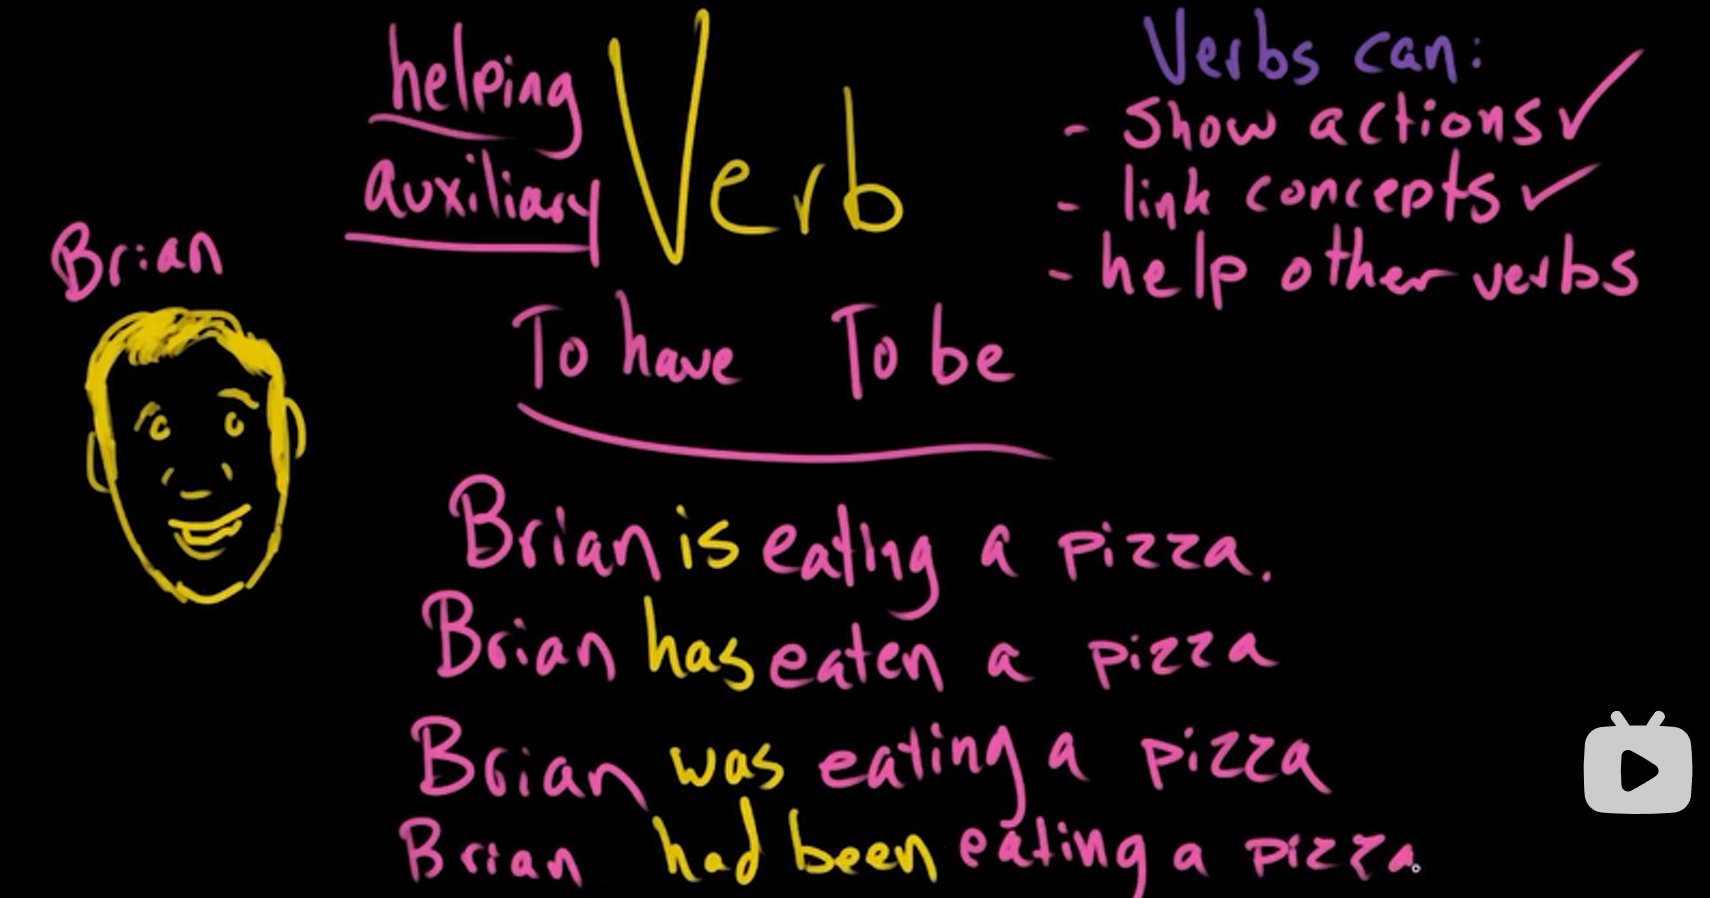 helping
auxiliary
Verb
Verbs can:
- show actions ✓
- link concepts ✓
- help other verbs
Brian
To have To be
Brian is eating a pizza.
Brian has eaten a pizza
Brian was eating a pizza
Brian had been eating a pizza.